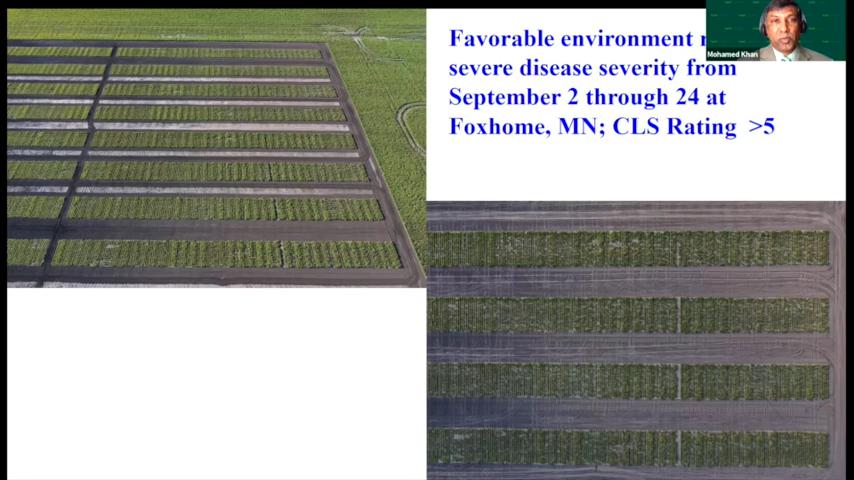 Favorable environment
severe disease severity from
September 2 through 24 at
Foxhome, MN; CLS Rating >5
Mohamed Khan